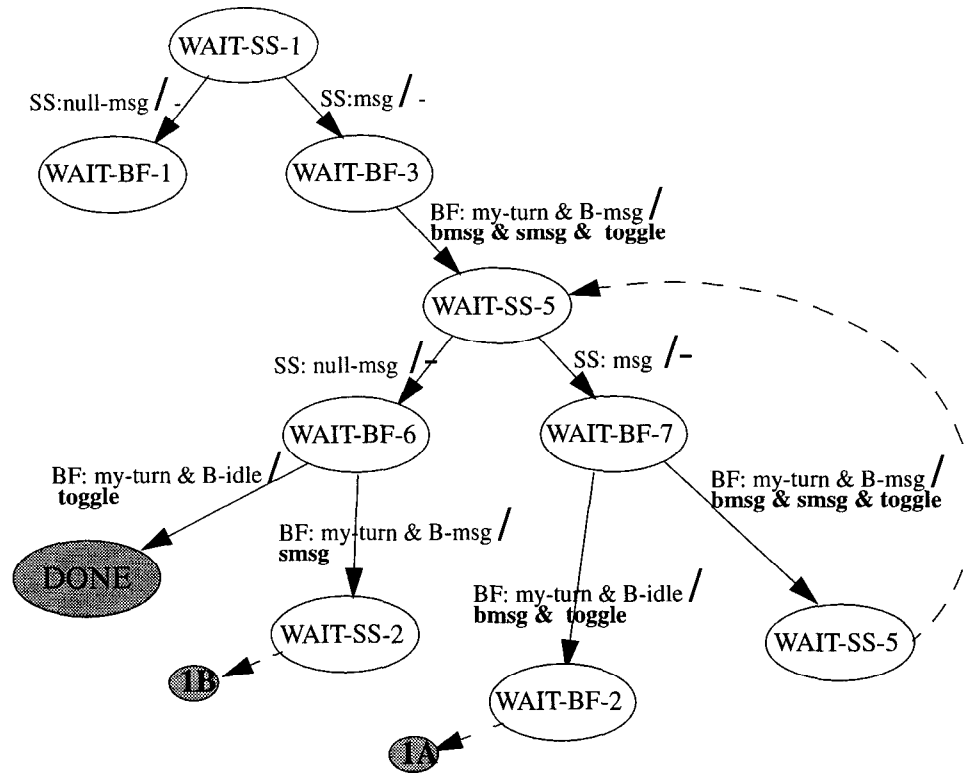 WAIT-SS-1
SS:null-msg / -
SS:msg / -
WAIT-BF-1
WAIT-BF-3
BF: my-turn & B-msg /
bmsg & smsg & toggle
WAIT-SS-5
SS: null-msg /-
SS: msg /-
WAIT-BF-6
WAIT-BF-7
BF: my-turn & B-idle /
toggle
BF: my-turn & B-msg /
bmsg & smsg & toggle
BF: my-turn & B-msg /
smsg
DONE
BF: my-turn & B-idle /
bmsg & toggle
WAIT-SS-2
WAIT-SS-5
1B
WAIT-BF-2
1A